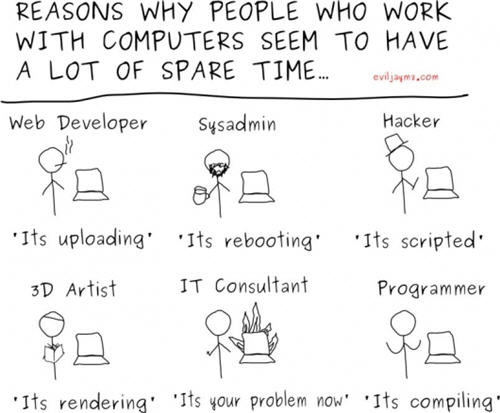 REASONS WHY PEOPLE WHO WORK
WITH COMPUTERS SEEM TO HAVE
A LOT OF SPARE TIME...
eviljaymz.com
Web Developer
Sysadmin
Hacker
'Its uploading'
'Its rebooting'
'Its scripted'
3D Artist
IT Consultant
Programmer
'Its rendering'
'Its your problem now'
'Its compiling'